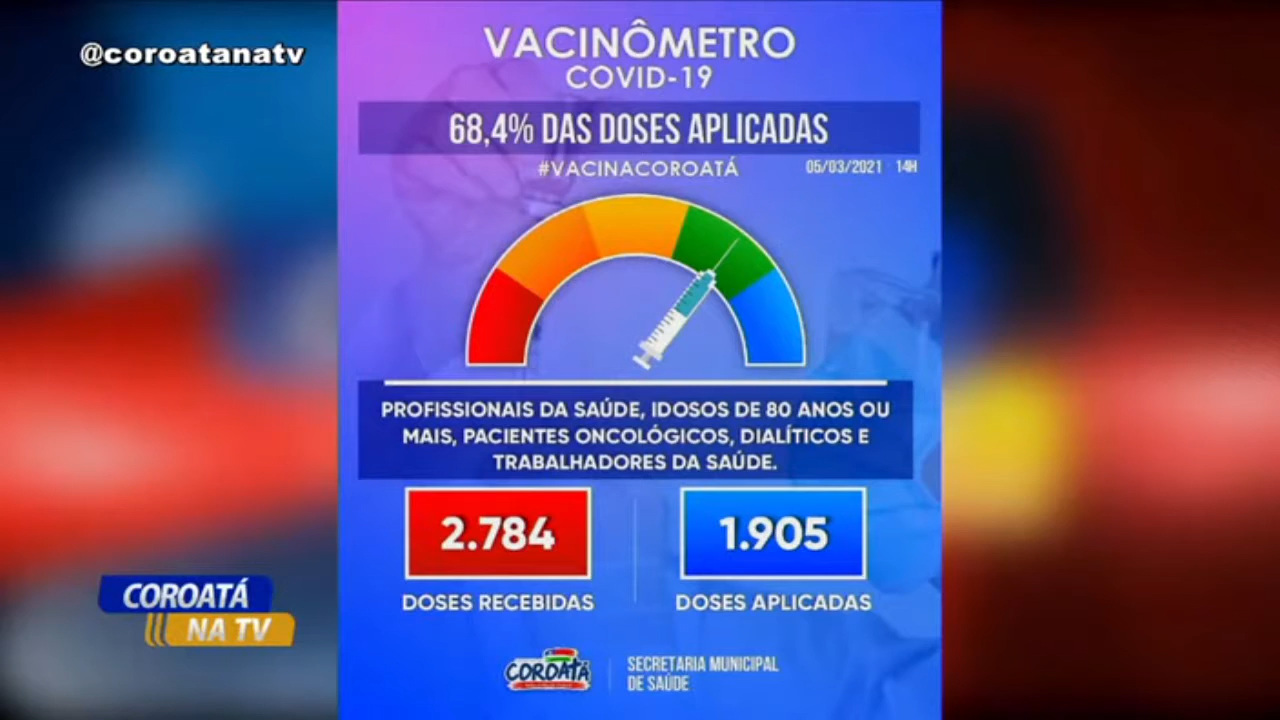 @coroatanatv
VACINÔMETRO
COVID-19
68,4% DAS DOSES APLICADAS
#VACINACOROATÁ
05/03/2021 14H
PROFISSIONAIS DA SAÚDE, IDOSOS DE 80 ANOS OU
MAIS, PACIENTES ONCOLÓGICOS, DIALÍTICOS E
TRABALHADORES DA SAÚDE.
2.784
1.905
DOSES RECEBIDAS
DOSES APLICADAS
COROATÁ
NA TV
COROATÁ
SECRETARIA MUNICIPAL
DE SAÚDE